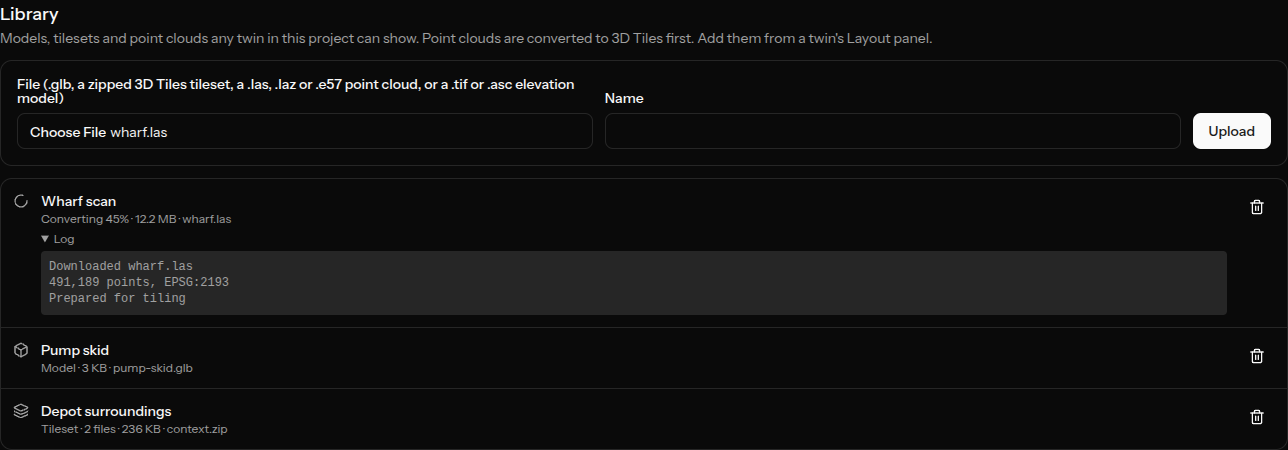 Library
Models, tilesets and point clouds any twin in this project can show. Point clouds are converted to 3D Tiles first. Add them from a twin's Layout panel.
File (.glb, a zipped 3D Tiles tileset, a .las, .laz or .e57 point cloud, or a .tif or .asc elevation
model)
Name
Choose File wharf.las
Upload
Wharf scan
Converting 45% · 12.2 MB · wharf.las
▼ Log
Downloaded wharf.las
491,189 points, EPSG:2193
Prepared for tiling
Pump skid
Model · 3 KB · pump-skid.glb
Depot surroundings
Tileset · 2 files · 236 KB · context.zip